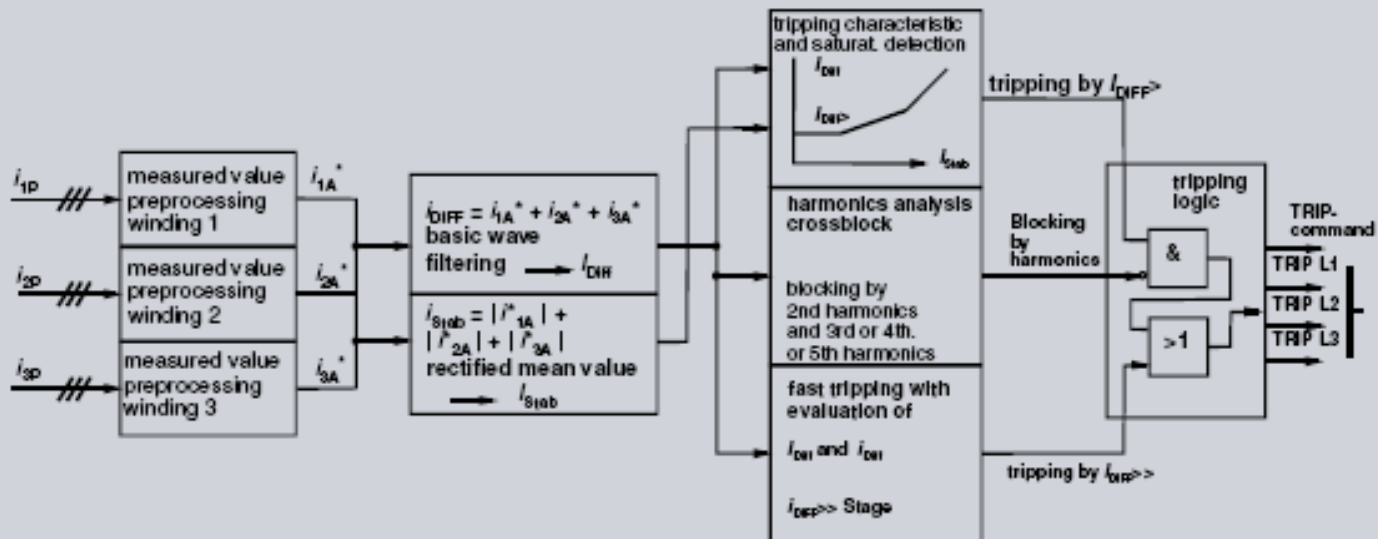 i1P
measured value
preprocessing
winding 1
i1A*
i2P
measured value
preprocessing
winding 2
i2A*
i3P
measured value
preprocessing
winding 3
i3A*
iDIFF = i1A* + i2A* + i3A*
basic wave
filtering → IDiff
iStab = | i*1A | +
| i*2A | + | i*3A |
rectified mean value
→ IStab
tripping characteristic
and saturat. detection
IDiff
IDiff>
IStab
harmonics analysis
crossblock
blocking by
2nd harmonics
and 3rd or 4th.
or 5th harmonics
fast tripping with
evaluation of
iDiff and iDiff
iDIFF>> Stage
tripping by IDIFF>
Blocking
by
harmonics
tripping by IDIFF>>
tripping
logic
&
>1
TRIP-
command
TRIP L1
TRIP L2
TRIP L3